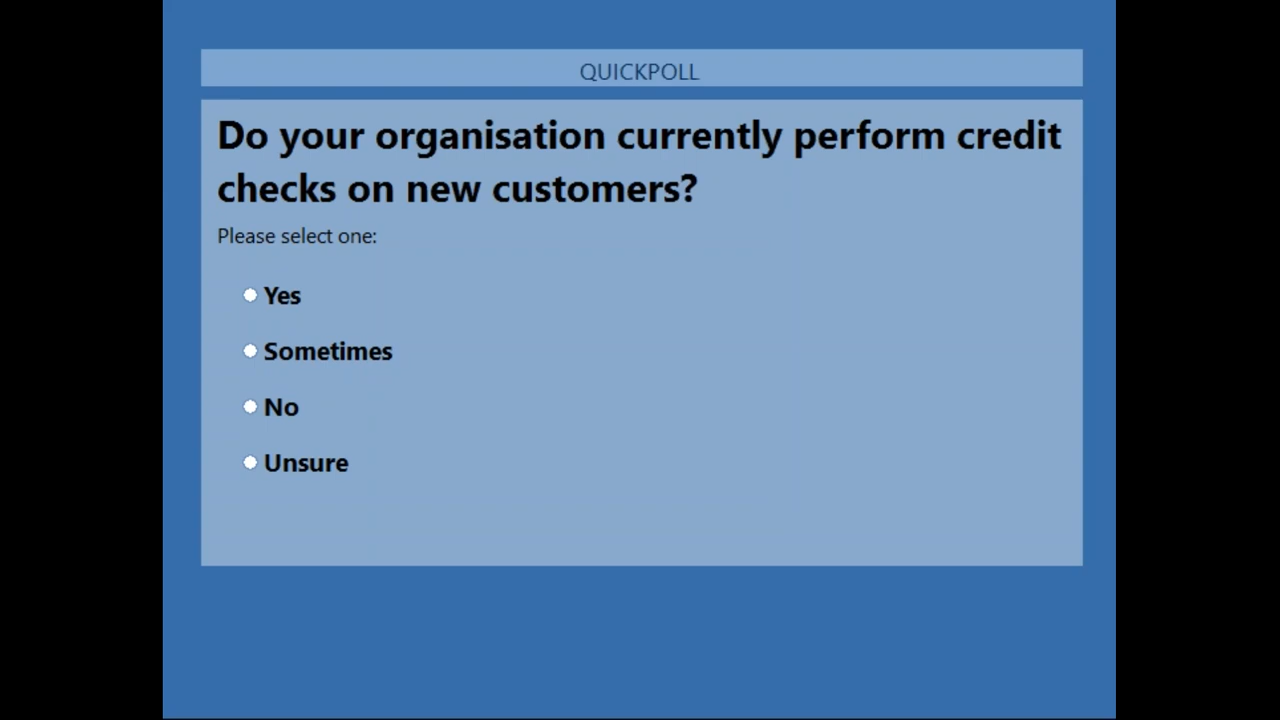 QUICKPOLL
Do your organisation currently perform credit
checks on new customers?
Please select one:
Yes
Sometimes
No
Unsure